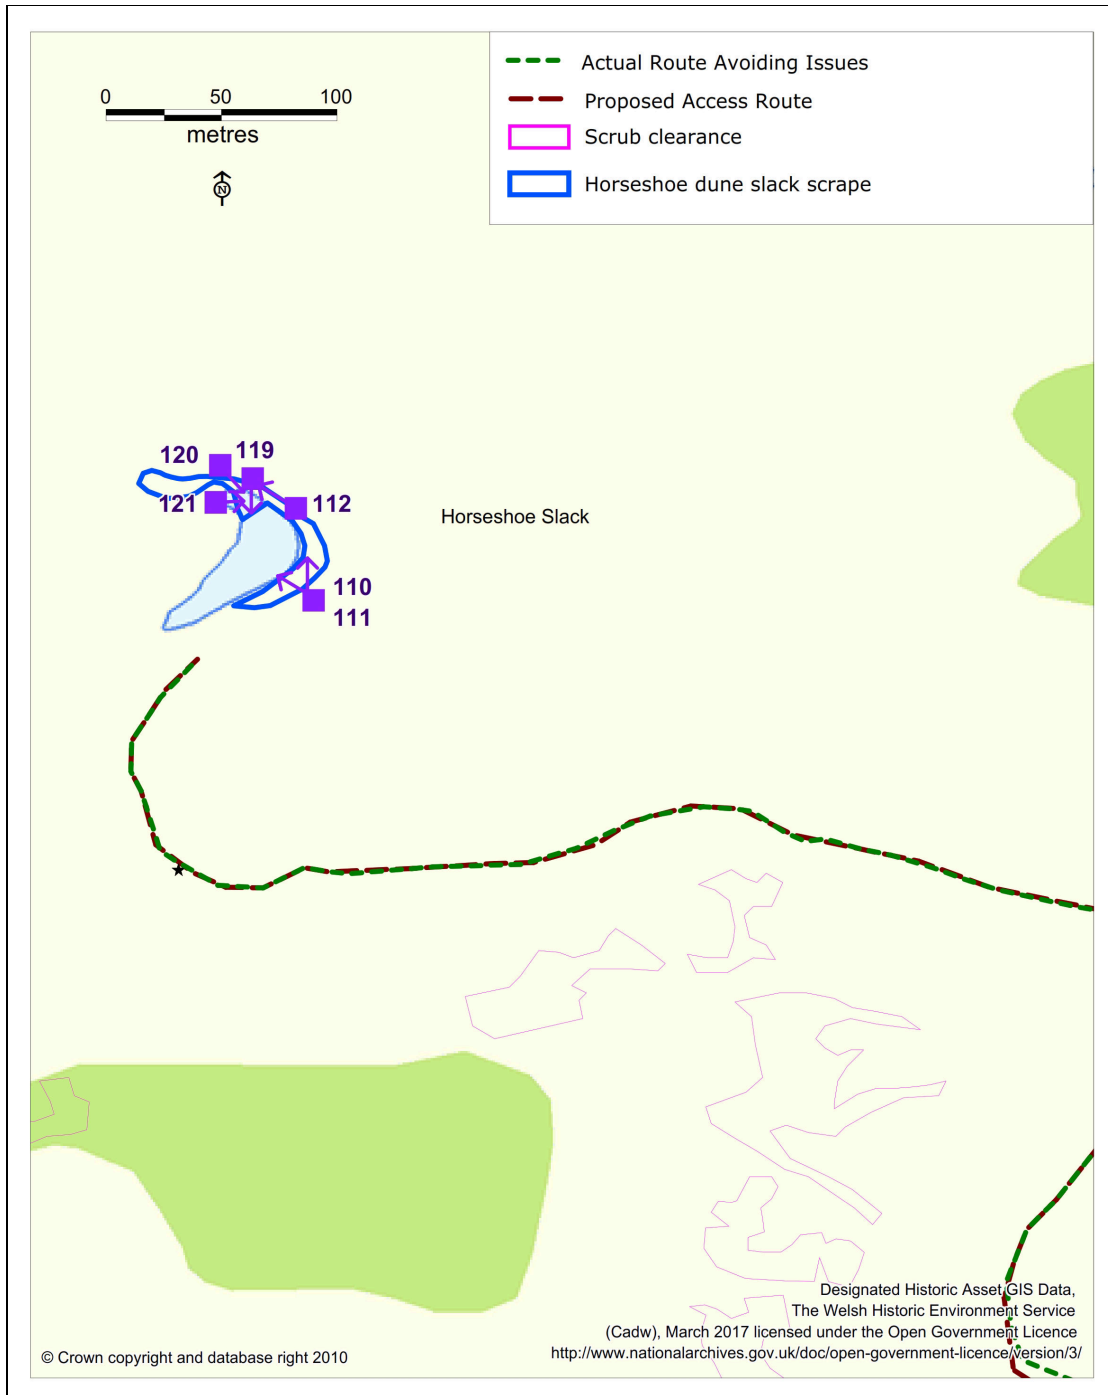 Actual Route Avoiding Issues
Proposed Access Route
Scrub clearance
Horseshoe dune slack scrape
0 50 100
metres
N
120 119
121 112
Horseshoe Slack
110
111
Designated Historic Asset GIS Data,
The Welsh Historic Environment Service
(Cadw), March 2017 licensed under the Open Government Licence
http://www.nationalarchives.gov.uk/doc/open-government-licence/version/3/
© Crown copyright and database right 2010